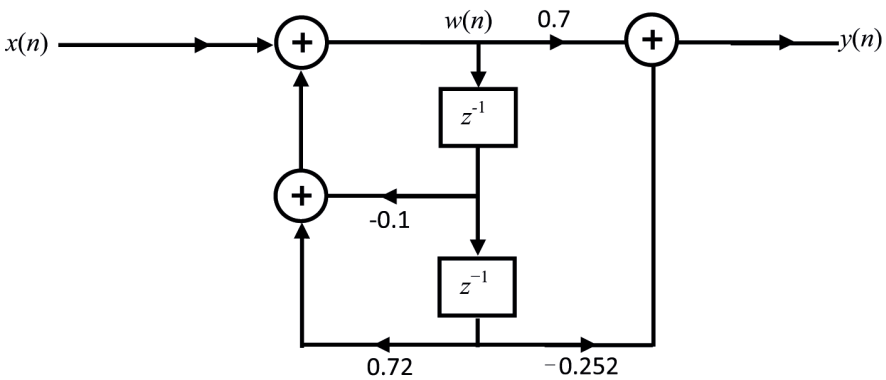 w(n) 0.7
x(n) + + y(n)
z⁻¹
+
-0.1
z⁻¹
0.72 −0.252